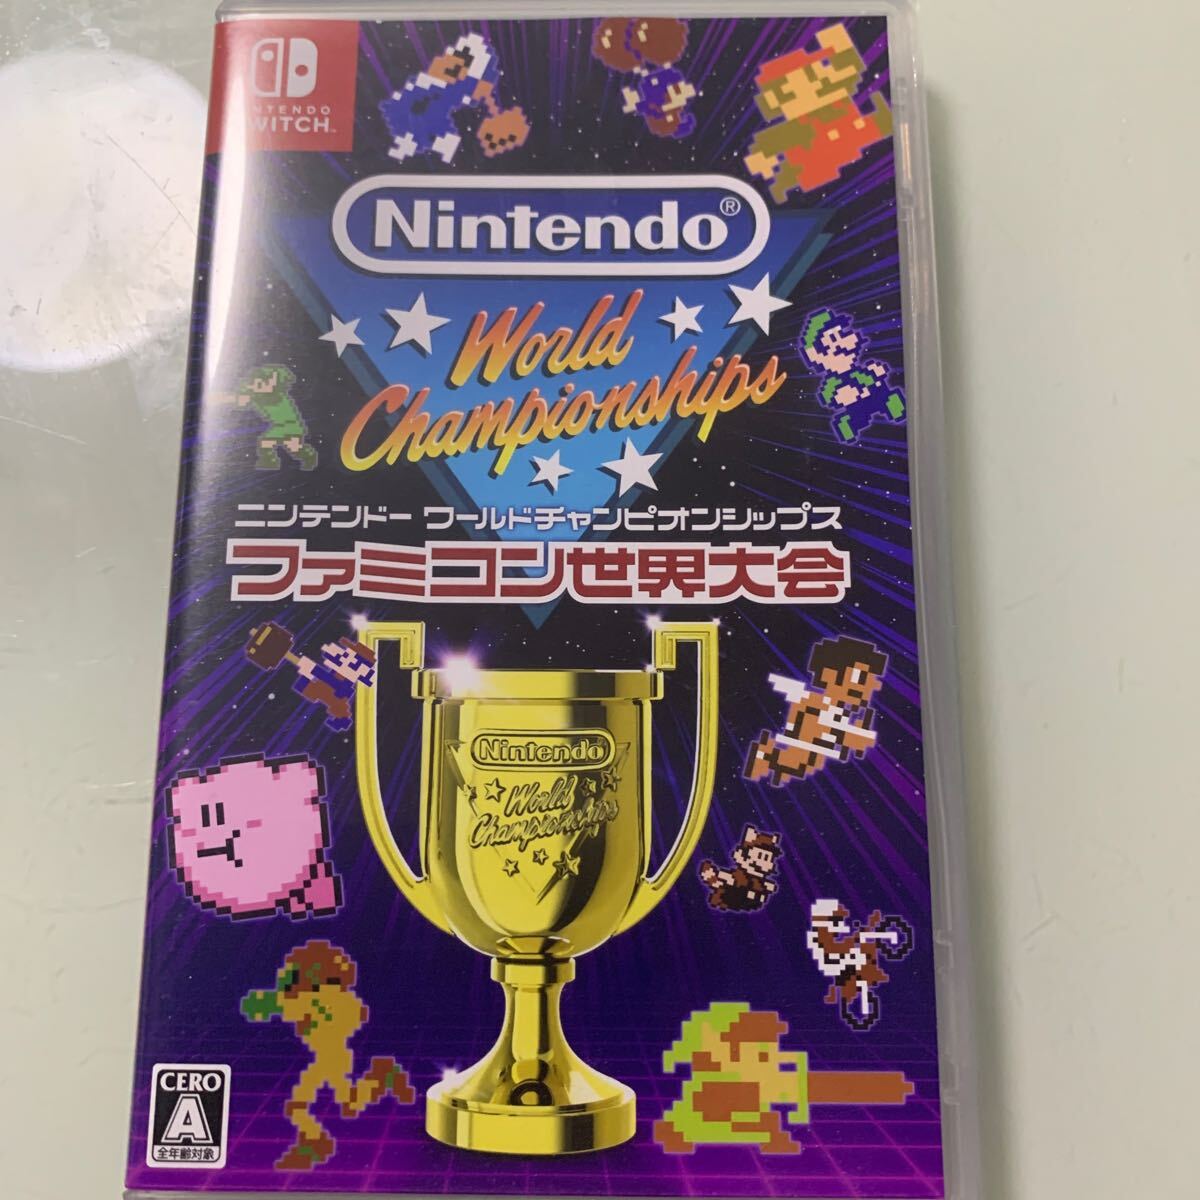 NINTENDO
SWITCH™
Nintendo®
World
Championships
ニンテンドー ワールドチャンピオンシップス
ファミコン世界大会
Nintendo
World
Championships
CERO
A
全年齢対象